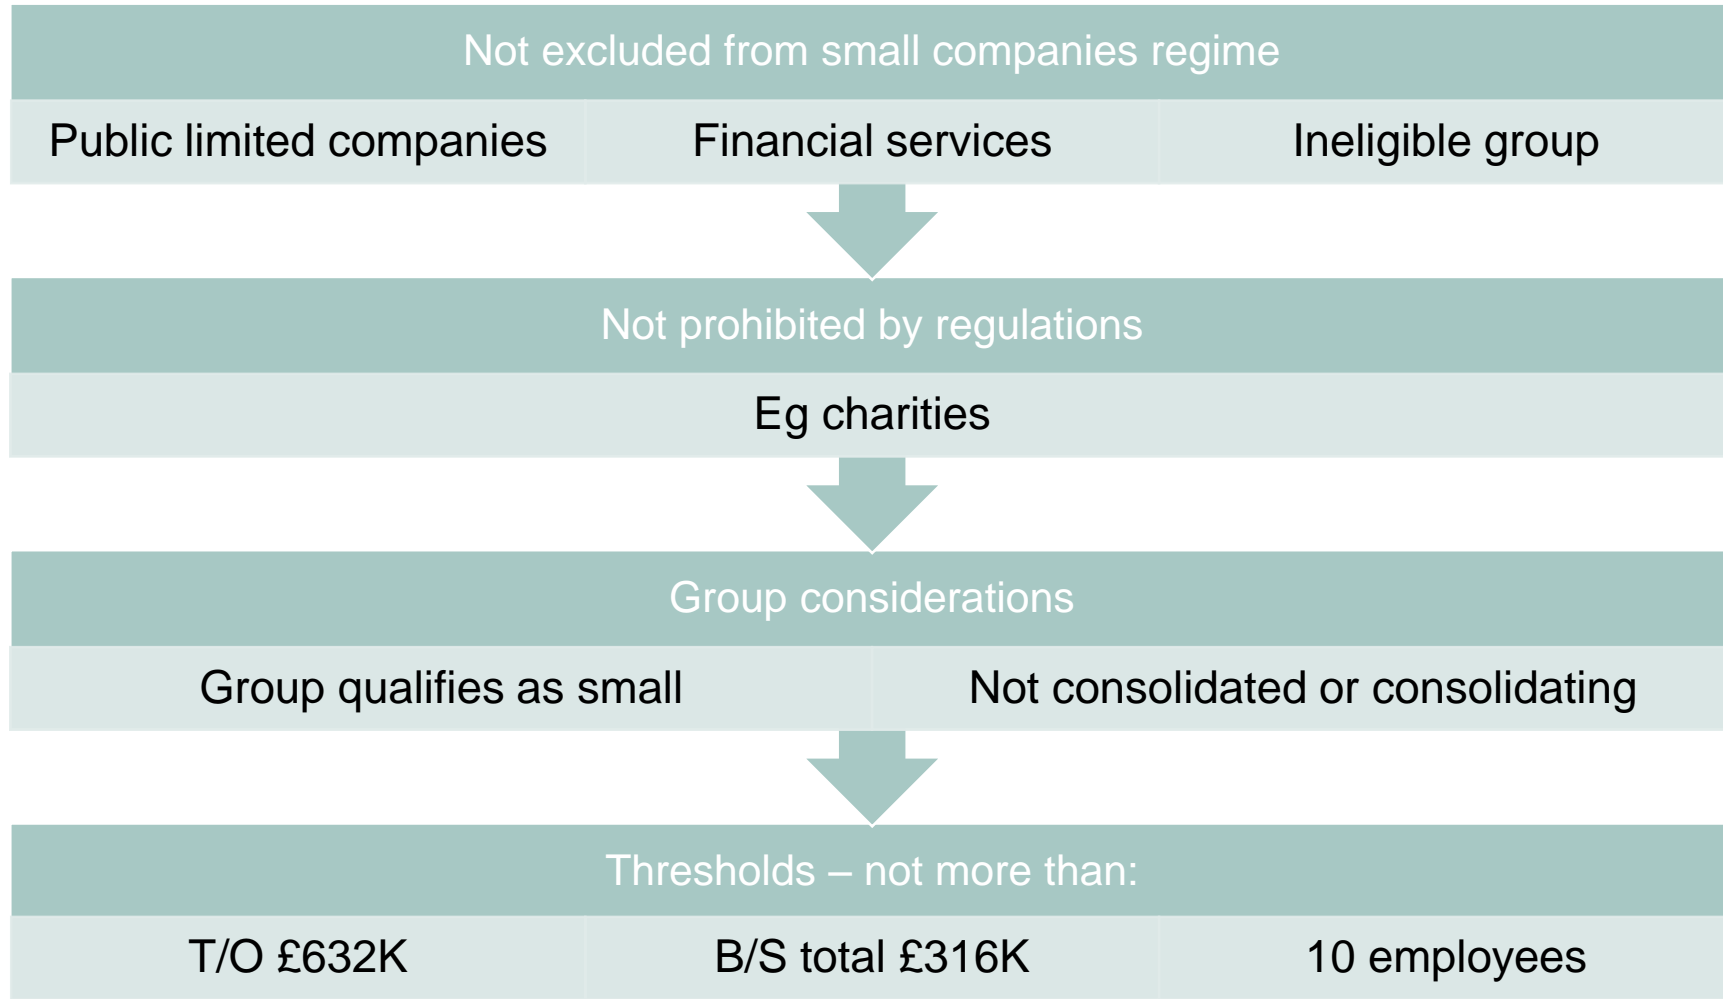 Not excluded from small companies regime
Public limited companies
Financial services
Ineligible group
Not prohibited by regulations
Eg charities
Group considerations
Group qualifies as small
Not consolidated or consolidating
Thresholds – not more than:
T/O £632K
B/S total £316K
10 employees